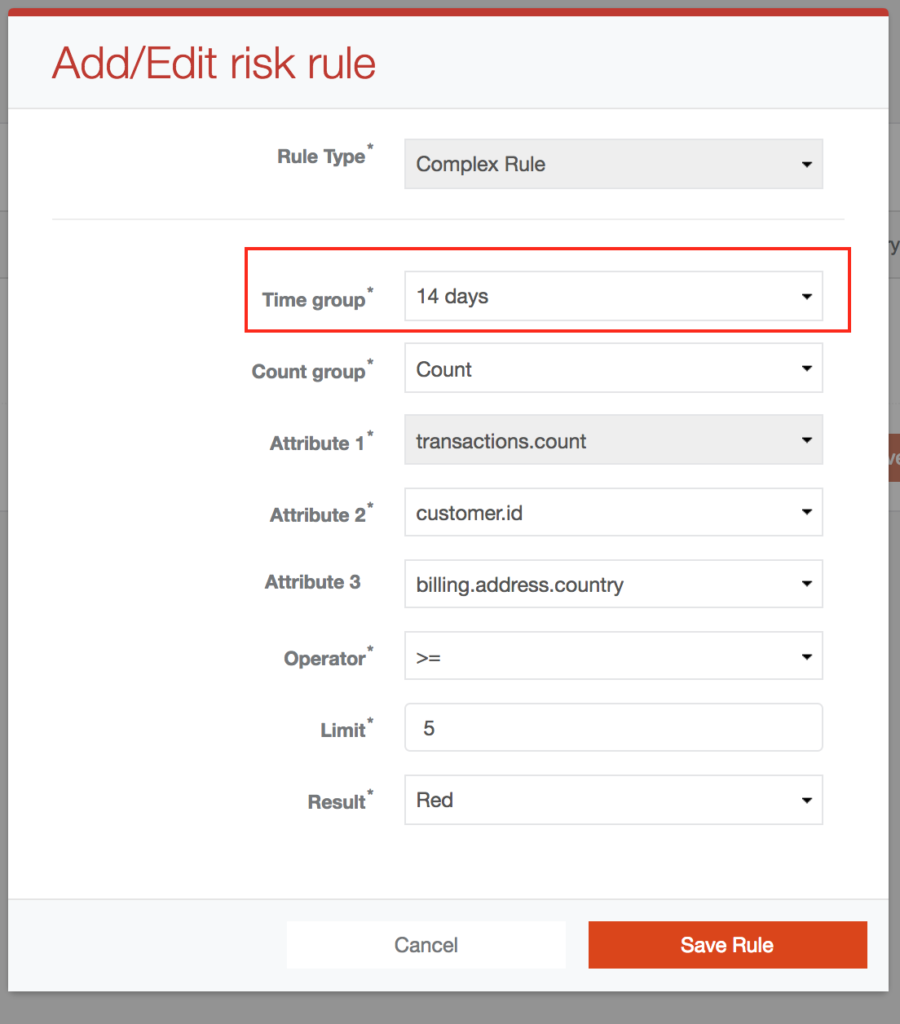 Add/Edit risk rule
Rule Type* Complex Rule
Time group* 14 days
Count group* Count
Attribute 1* transactions.count
Attribute 2* customer.id
Attribute 3 billing.address.country
Operator* >=
Limit* 5
Result* Red
Cancel Save Rule